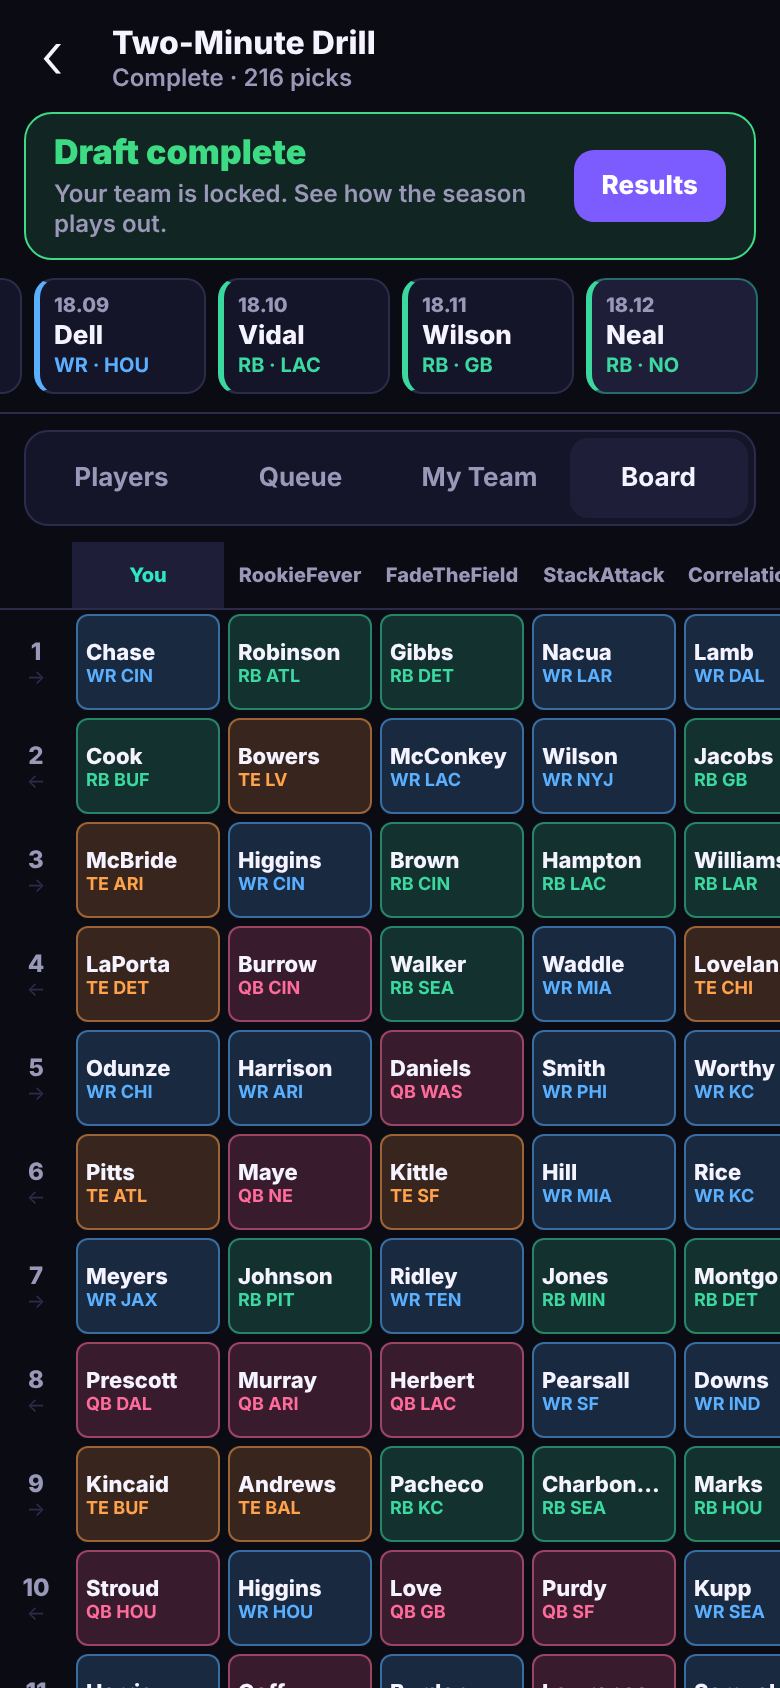 Two-Minute Drill
Complete · 216 picks
Draft complete
Your team is locked. See how the season
plays out.
Results
18.09
Dell
WR · HOU
18.10
Vidal
RB · LAC
18.11
Wilson
RB · GB
18.12
Neal
RB · NO
Players
Queue
My Team
Board
You
RookieFever
FadeTheField
StackAttack
Correlatio
1
→
Chase
WR CIN
Robinson
RB ATL
Gibbs
RB DET
Nacua
WR LAR
Lamb
WR DAL
2
←
Cook
RB BUF
Bowers
TE LV
McConkey
WR LAC
Wilson
WR NYJ
Jacobs
RB GB
3
→
McBride
TE ARI
Higgins
WR CIN
Brown
RB CIN
Hampton
RB LAC
Williams
RB LAR
4
←
LaPorta
TE DET
Burrow
QB CIN
Walker
RB SEA
Waddle
WR MIA
Lovelan
TE CHI
5
→
Odunze
WR CHI
Harrison
WR ARI
Daniels
QB WAS
Smith
WR PHI
Worthy
WR KC
6
←
Pitts
TE ATL
Maye
QB NE
Kittle
TE SF
Hill
WR MIA
Rice
WR KC
7
→
Meyers
WR JAX
Johnson
RB PIT
Ridley
WR TEN
Jones
RB MIN
Montgo
RB DET
8
←
Prescott
QB DAL
Murray
QB ARI
Herbert
QB LAC
Pearsall
WR SF
Downs
WR IND
9
→
Kincaid
TE BUF
Andrews
TE BAL
Pacheco
RB KC
Charbon...
RB SEA
Marks
RB HOU
10
←
Stroud
QB HOU
Higgins
WR HOU
Love
QB GB
Purdy
QB SF
Kupp
WR SEA
11